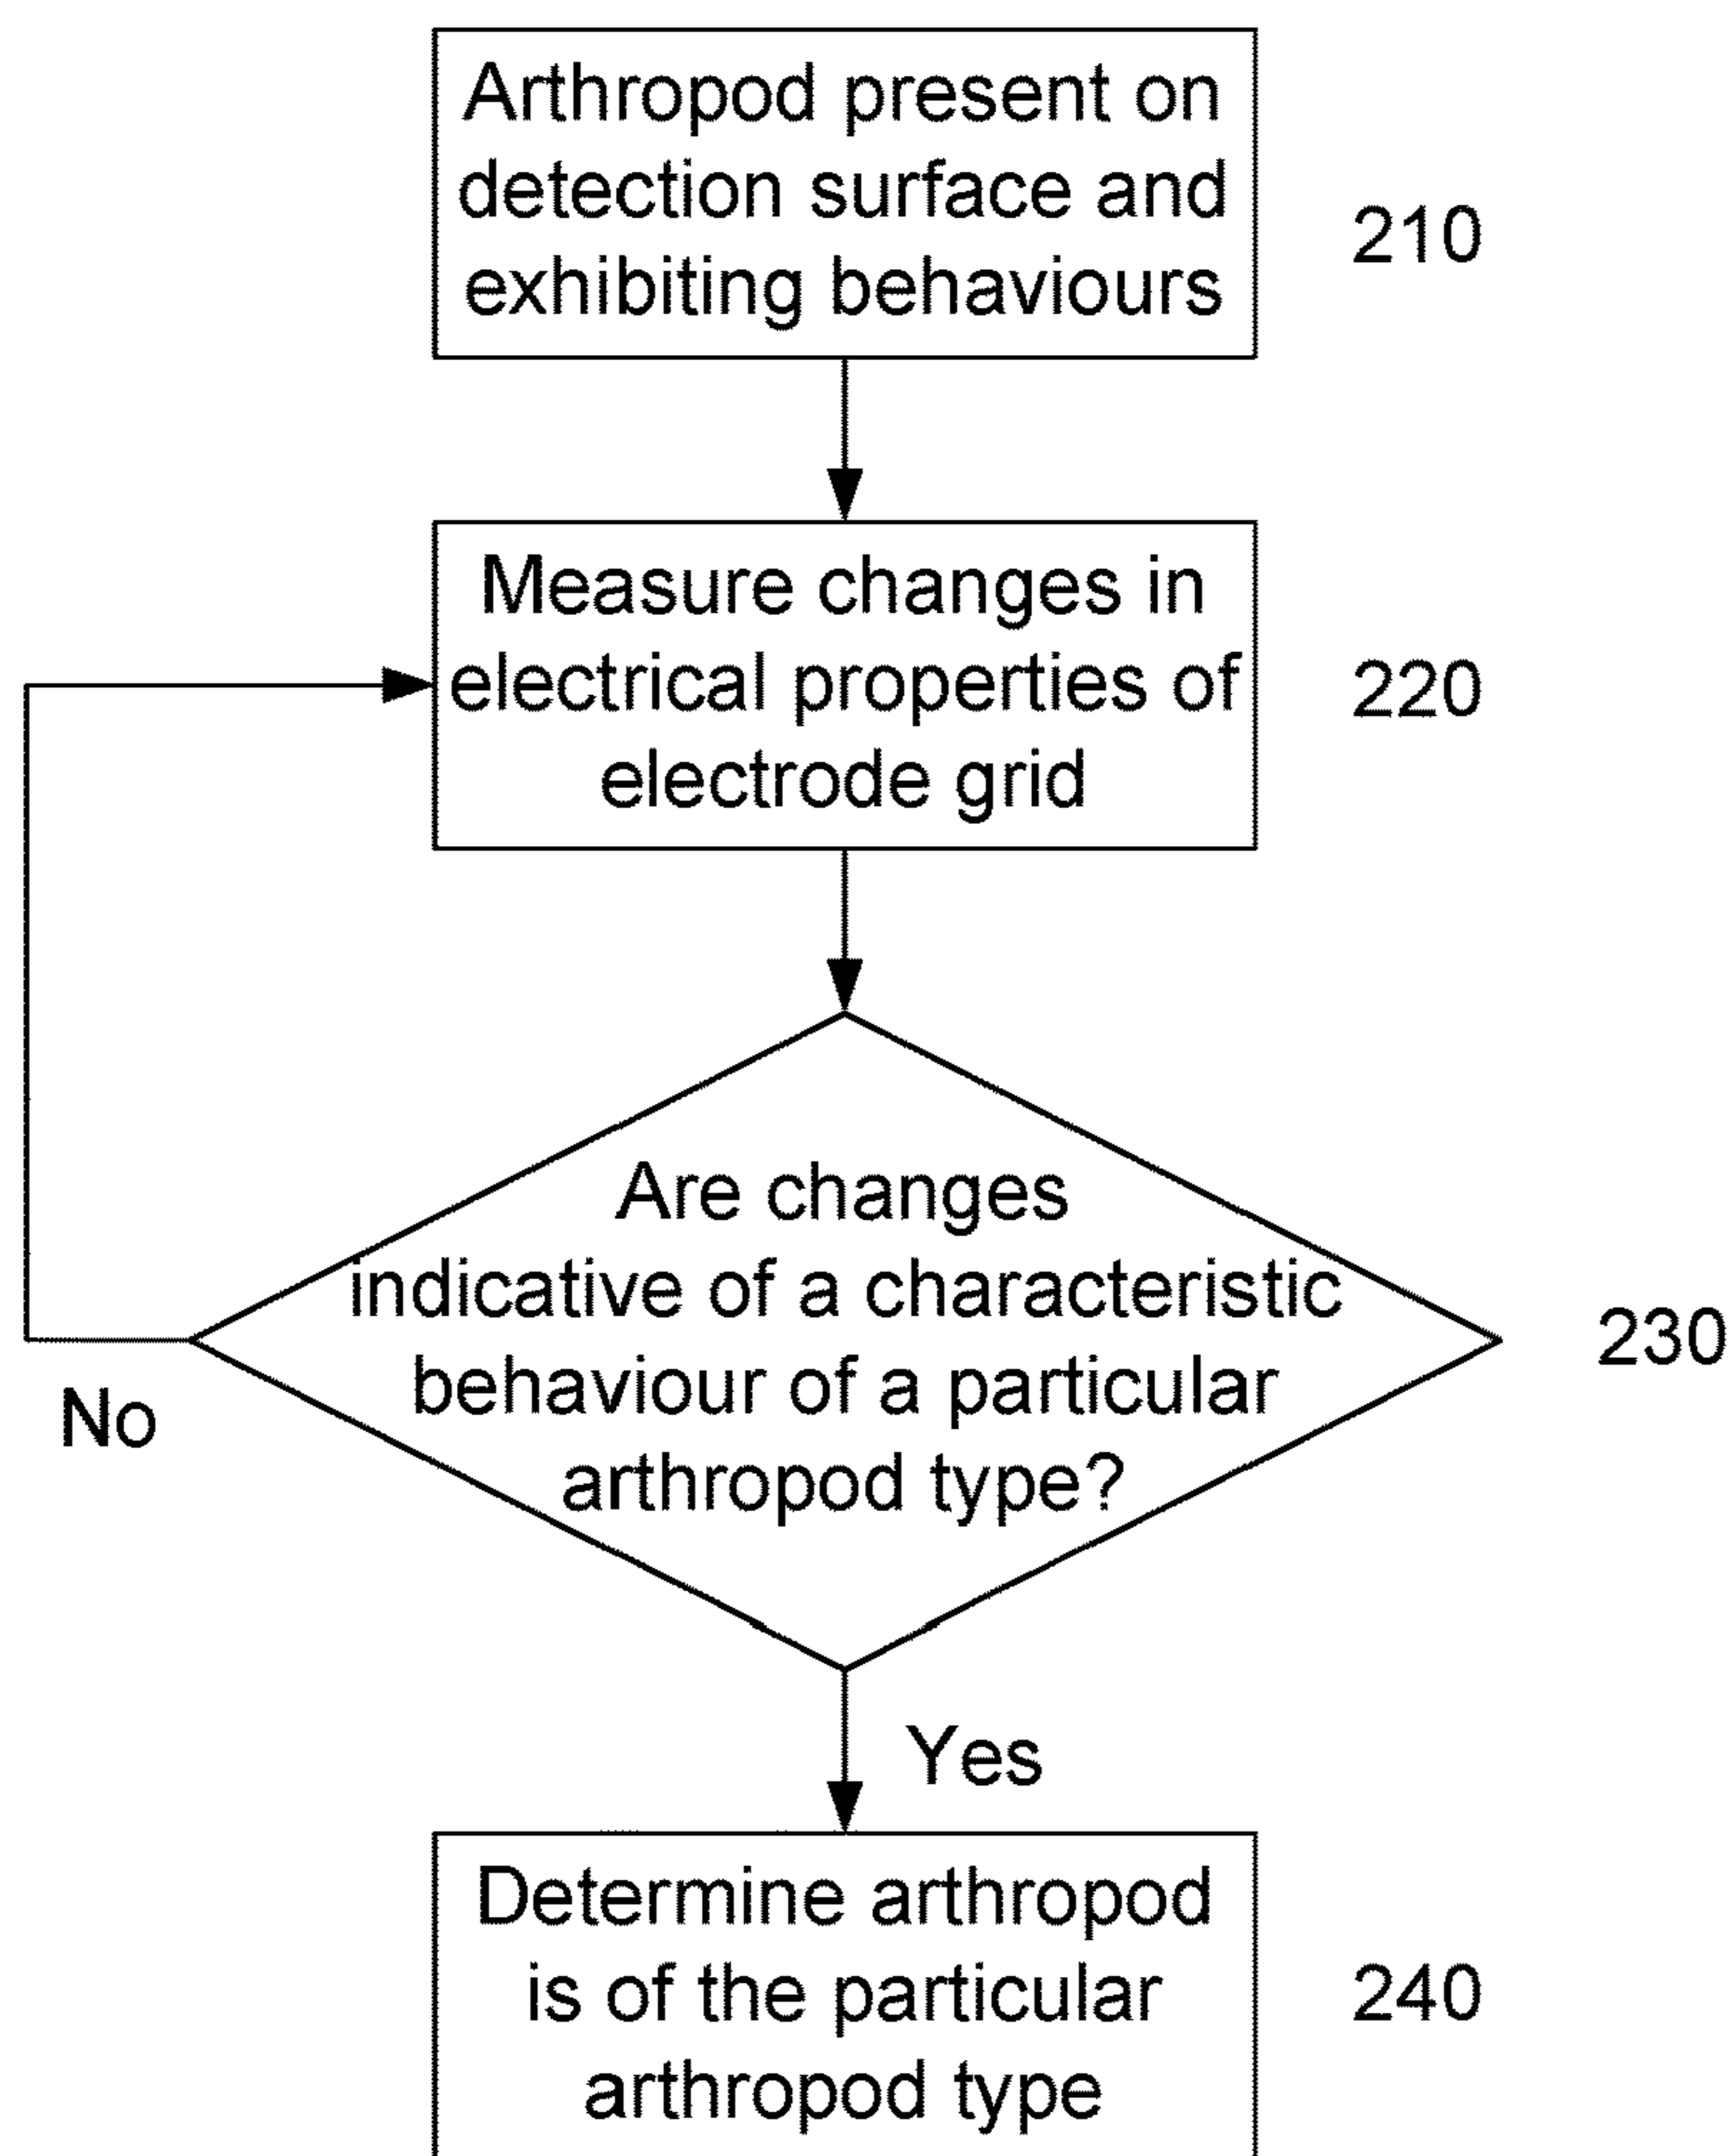 Arthropod present on
detection surface and
exhibiting behaviours
210
Measure changes in
electrical properties of
electrode grid
220
Are changes
indicative of a characteristic
behaviour of a particular
arthropod type?
230
No
Yes
Determine arthropod
is of the particular
arthropod type
240